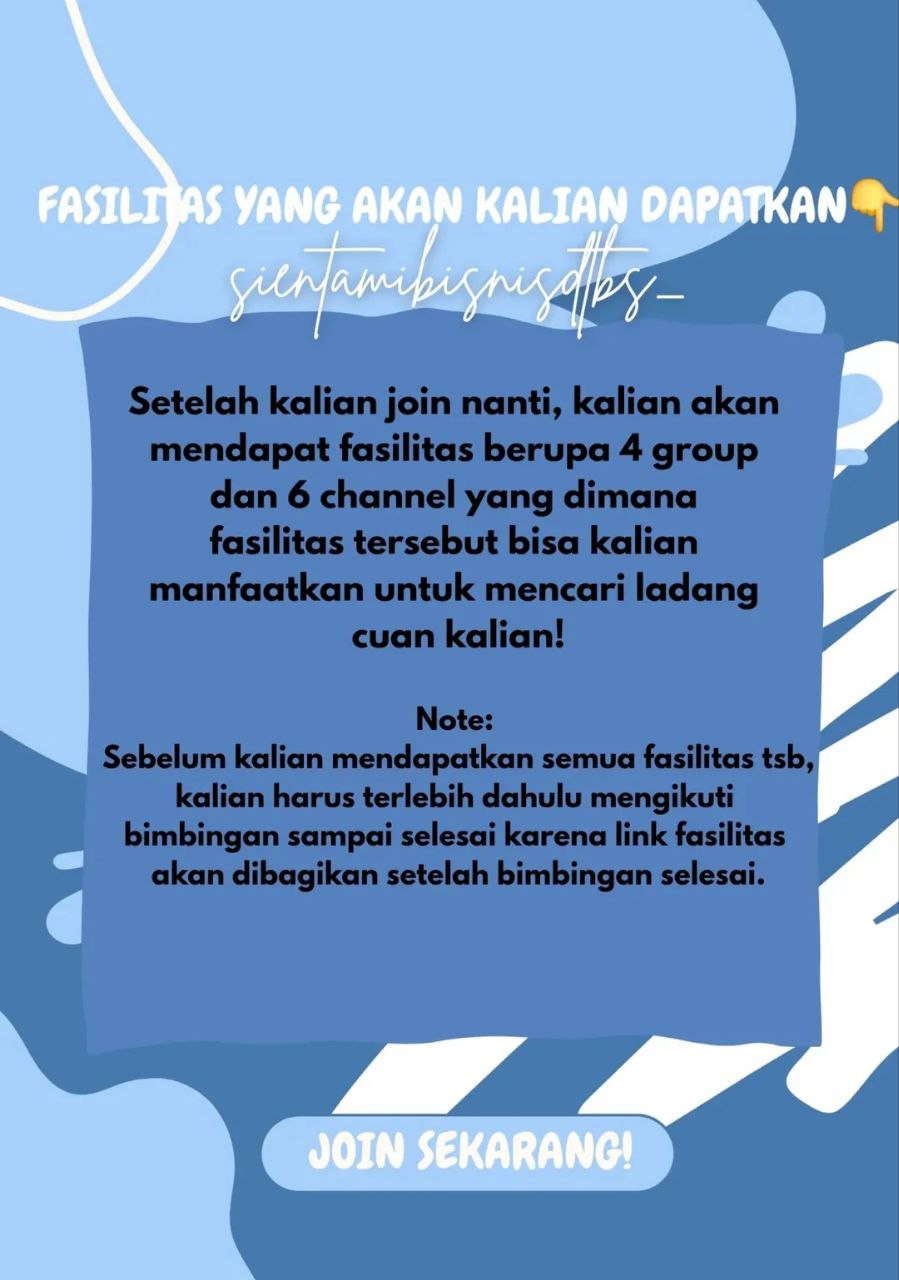 FASILITAS YANG AKAN KALIAN DAPATKAN👇
sientamibisnisdtbs_
Setelah kalian join nanti, kalian akan
mendapat fasilitas berupa 4 group
dan 6 channel yang dimana
fasilitas tersebut bisa kalian
manfaatkan untuk mencari ladang
cuan kalian!
Note:
Sebelum kalian mendapatkan semua fasilitas tsb,
kalian harus terlebih dahulu mengikuti
bimbingan sampai selesai karena link fasilitas
akan dibagikan setelah bimbingan selesai.
JOIN SEKARANG!